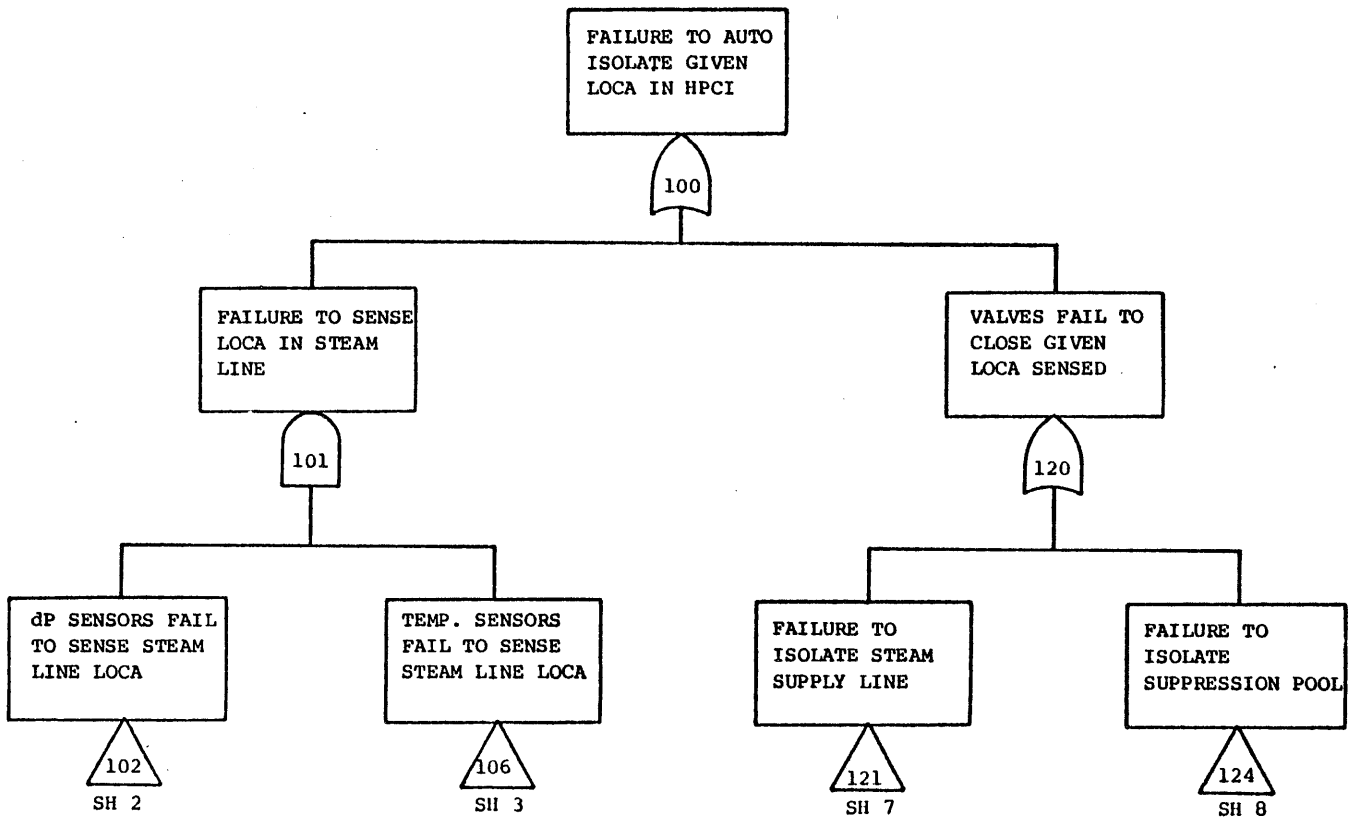 FAILURE TO AUTO
ISOLATE GIVEN
LOCA IN HPCI
100
FAILURE TO SENSE
LOCA IN STEAM
LINE
101
VALVES FAIL TO
CLOSE GIVEN
LOCA SENSED
120
dP SENSORS FAIL
TO SENSE STEAM
LINE LOCA
102
SH 2
TEMP. SENSORS
FAIL TO SENSE
STEAM LINE LOCA
106
SH 3
FAILURE TO
ISOLATE STEAM
SUPPLY LINE
121
SH 7
FAILURE TO
ISOLATE
SUPPRESSION POOL
124
SH 8